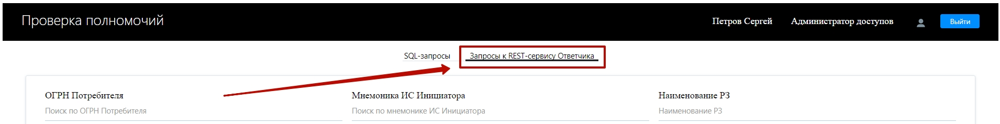 Проверка полномочий
Петров Сергей Администратор доступов Выйти
SQL-запросы Запросы к REST-сервису Ответчика
ОГРН Потребителя Мнемоника ИС Инициатора Наименование РЗ
Поиск по ОГРН Потребителя Поиск по мнемонике ИС Инициатора Наименование РЗ